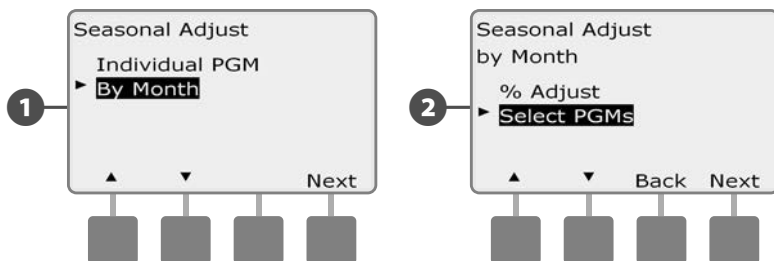 1
Seasonal Adjust
Individual PGM
► By Month
▲ ▼ Next
2
Seasonal Adjust
by Month
% Adjust
► Select PGMs
▲ ▼ Back Next